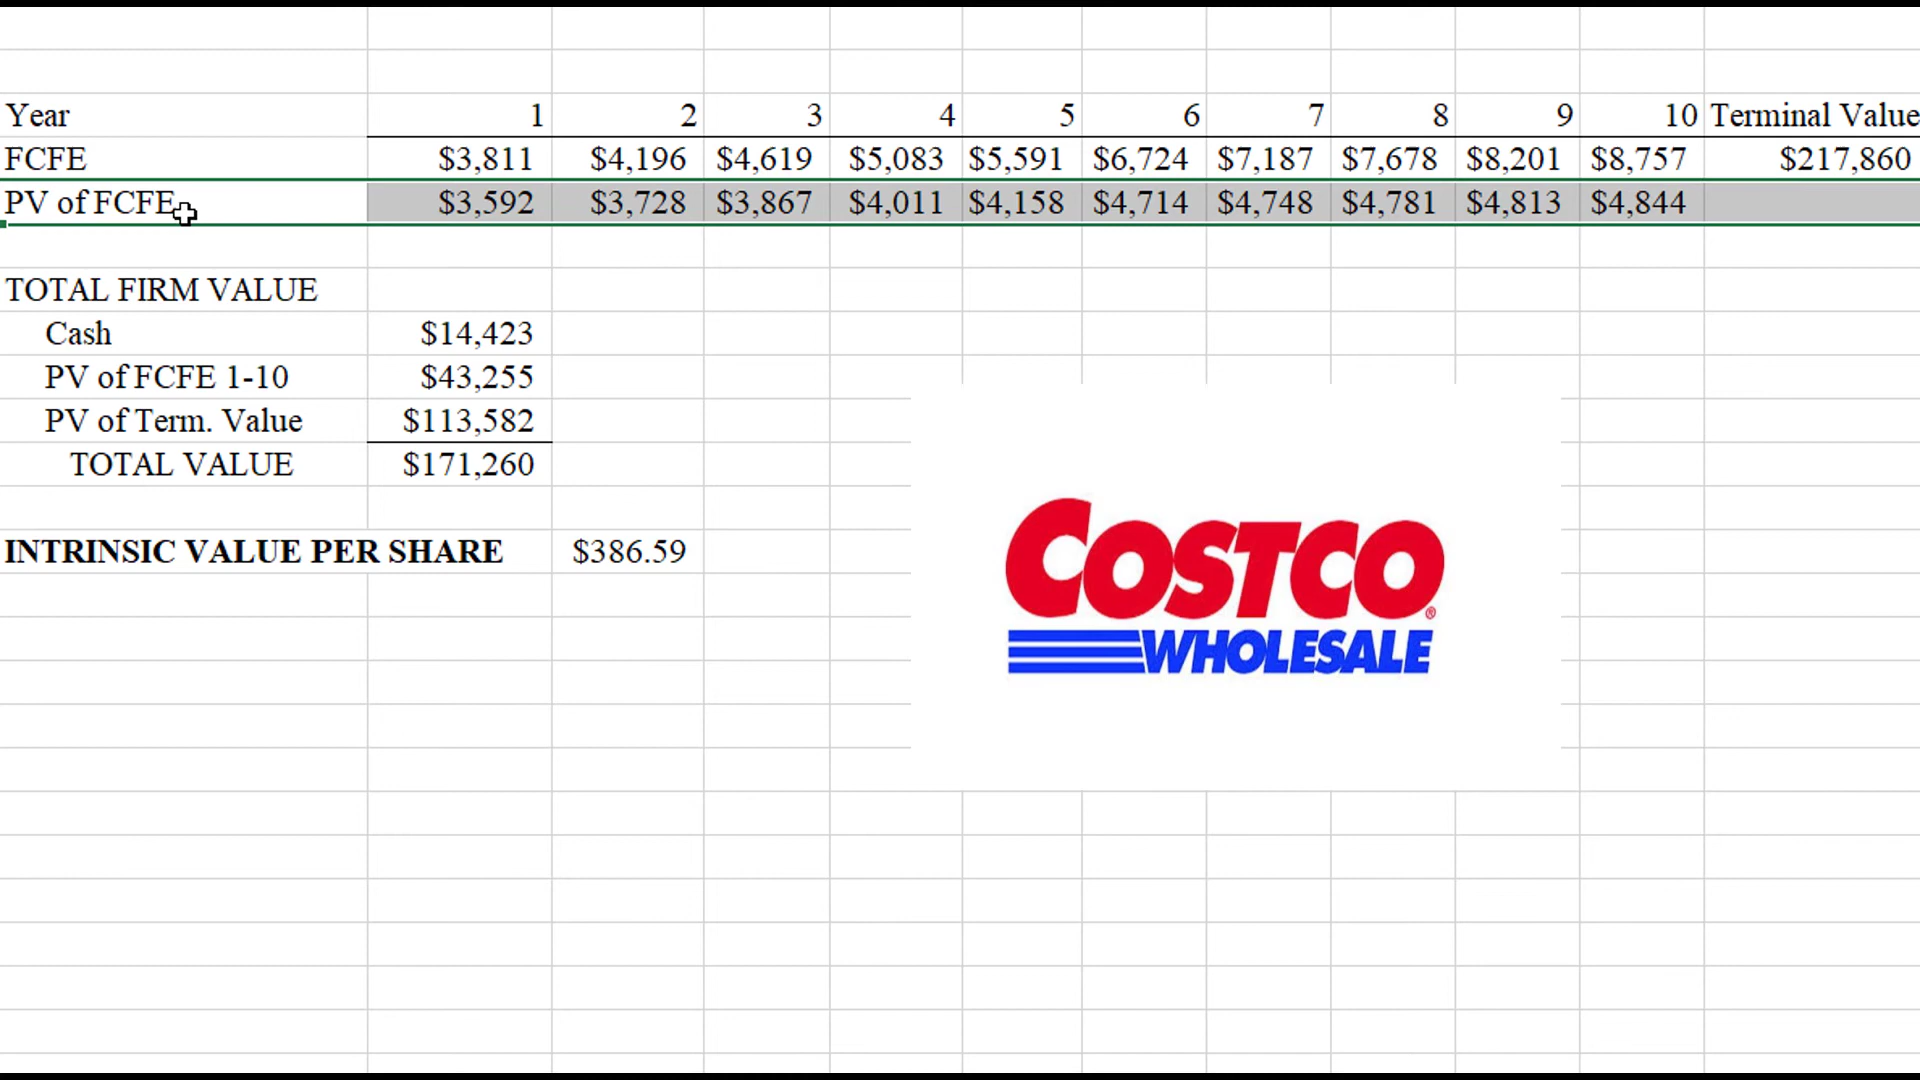 Year 1 2 3 4 5 6 7 8 9 10 Terminal Value
FCFE $3,811 $4,196 $4,619 $5,083 $5,591 $6,724 $7,187 $7,678 $8,201 $8,757 $217,860
PV of FCFE $3,592 $3,728 $3,867 $4,011 $4,158 $4,714 $4,748 $4,781 $4,813 $4,844
TOTAL FIRM VALUE
Cash $14,423
PV of FCFE 1-10 $43,255
PV of Term. Value $113,582
TOTAL VALUE $171,260
INTRINSIC VALUE PER SHARE $386.59
COSTCO®
WHOLESALE